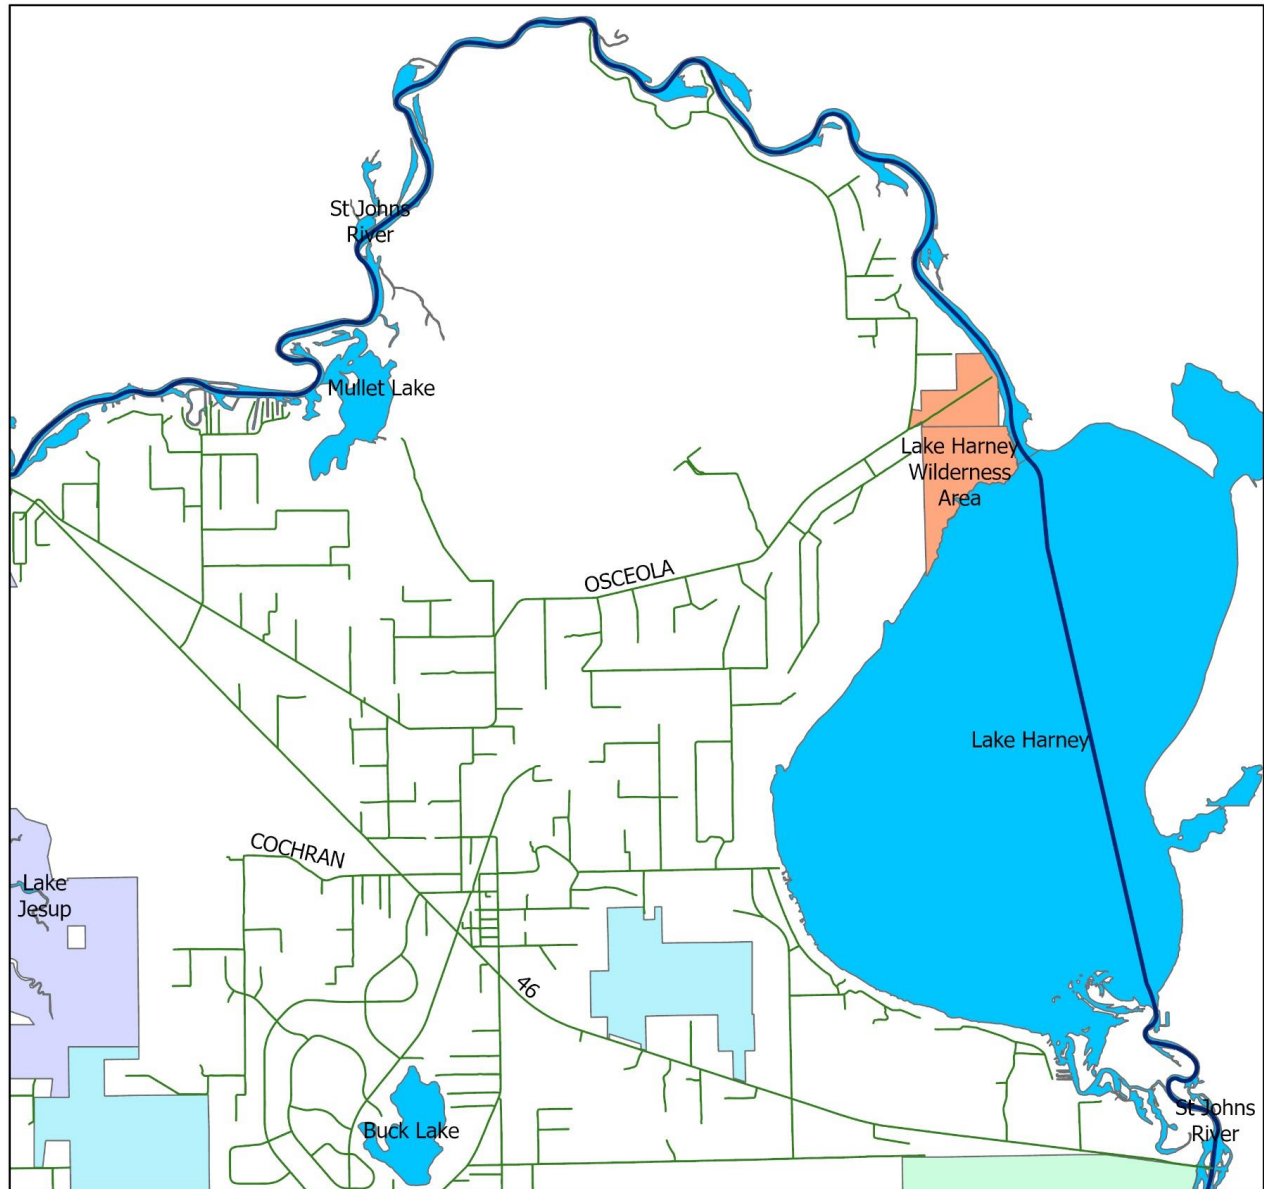 St Johns
River
Mullet Lake
Lake Harney
Wilderness
Area
OSCEOLA
Lake Harney
COCHRAN
Lake
Jesup
46
St Johns
River
Buck Lake